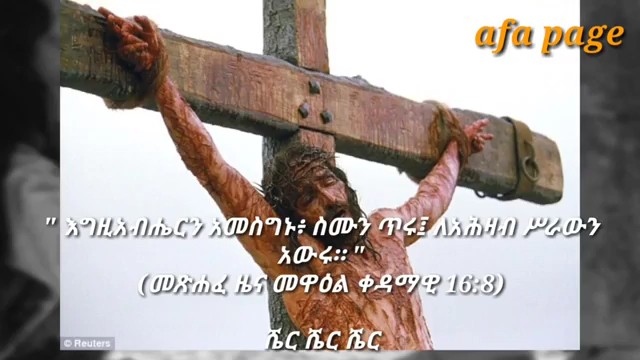 afa page
" እግዚአብሔርን አመስግኑ፥ ስሙን ጥሩ፤ ለአሕዛብ ሥራውን
አውሩ። "
(መጽሐፈ ዜና መዋዕል ቀዳማዊ 16:8)
ሼር ሼር ሼር
© Reuters